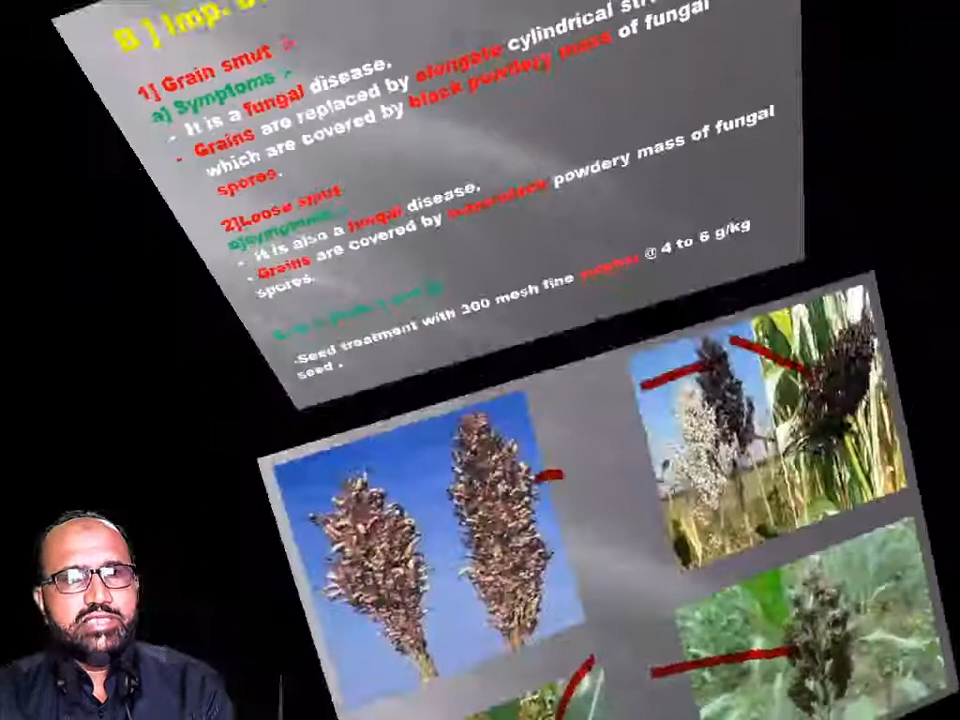 B ] Imp.
1] Grain smut :-
a] Symptoms :-
- It is a fungal disease.
- Grains are replaced by elongate cylindrical
which are covered by black powdery mass of fungal
spores.
2]Loose smut
a]symptoms
- It is also a fungal disease.
- Grains are covered by black powdery mass of fungal
spores.
-Seed treatment with 300 mesh fine @ 4 to 6 g/kg
seed .